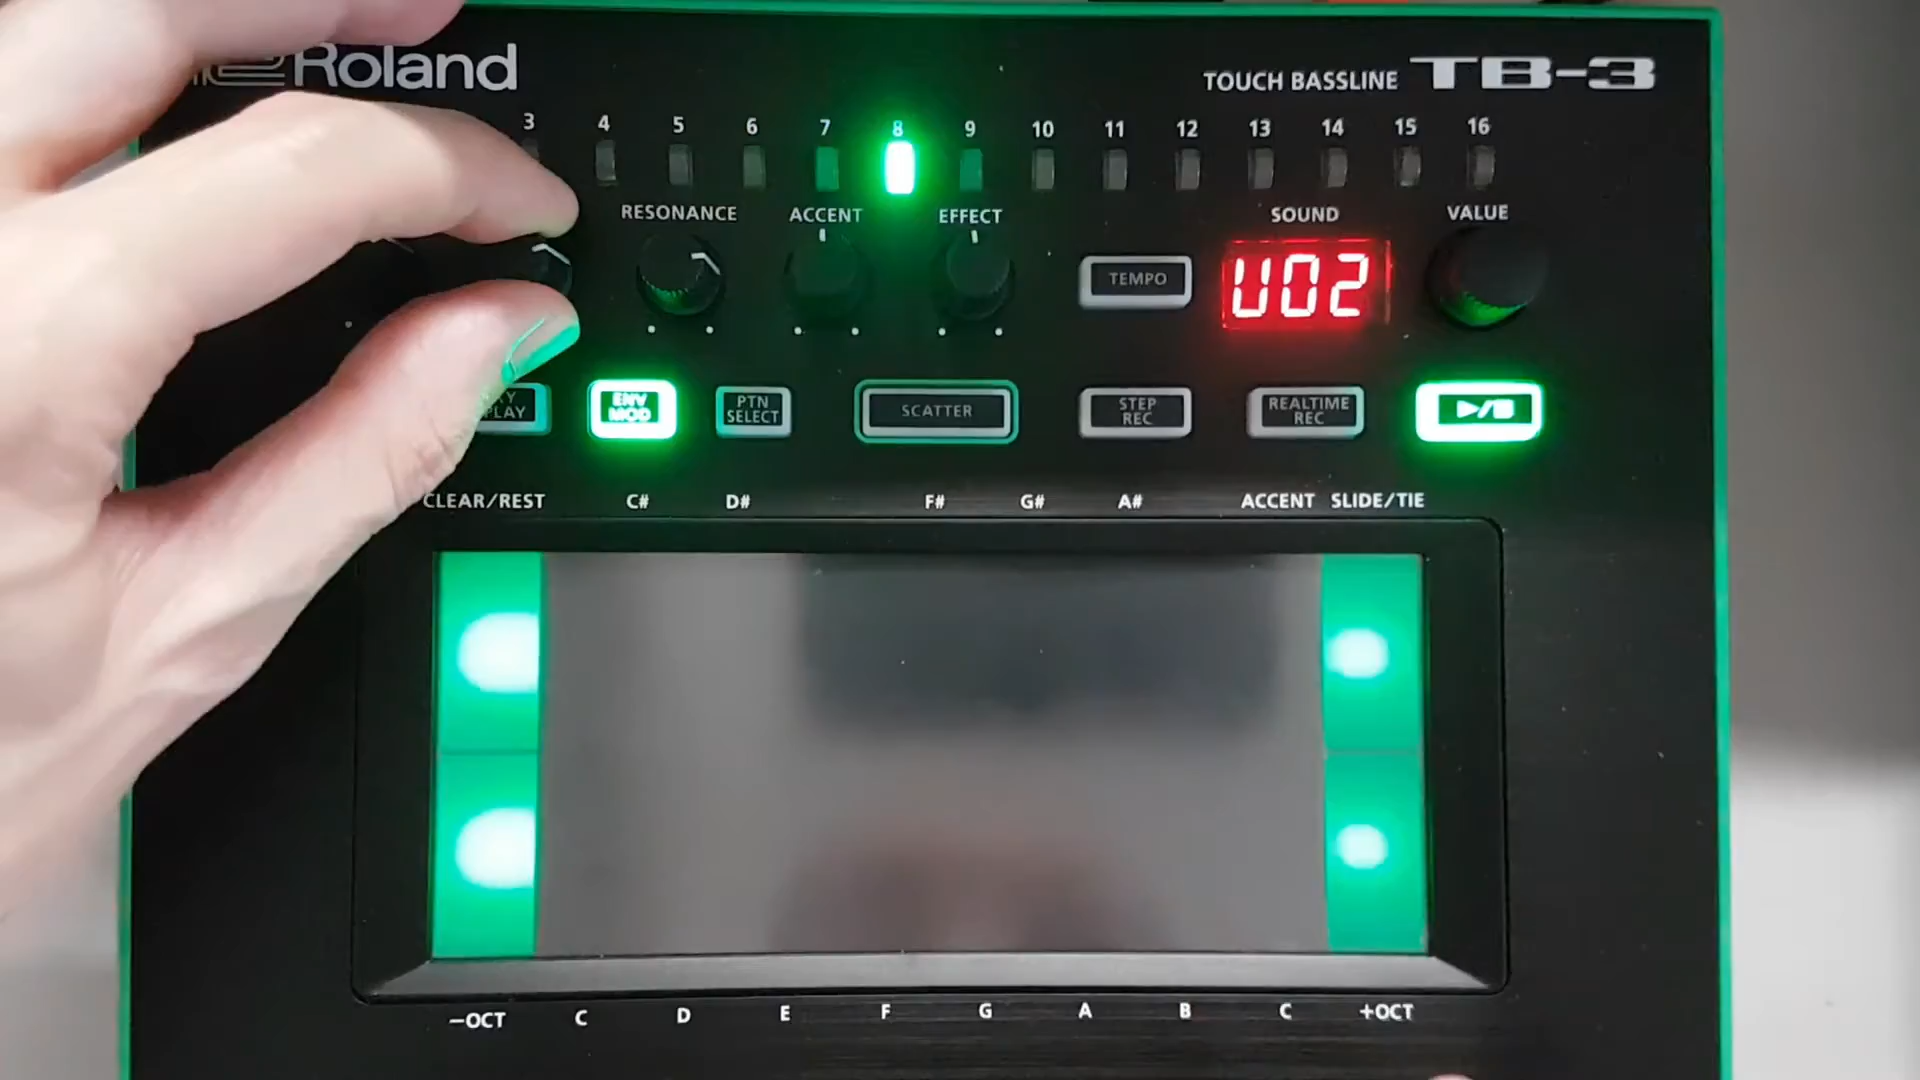 Roland
TOUCH BASSLINE TB-3
3 4 5 6 7 8 9 10 11 12 13 14 15 16
RESONANCE ACCENT EFFECT SOUND VALUE
TEMPO U02
XY PLAY
ENV MOD
PTN SELECT
SCATTER
STEP REC
REALTIME REC
CLEAR/REST C# D# F# G# A# ACCENT SLIDE/TIE
−OCT C D E F G A B C +OCT